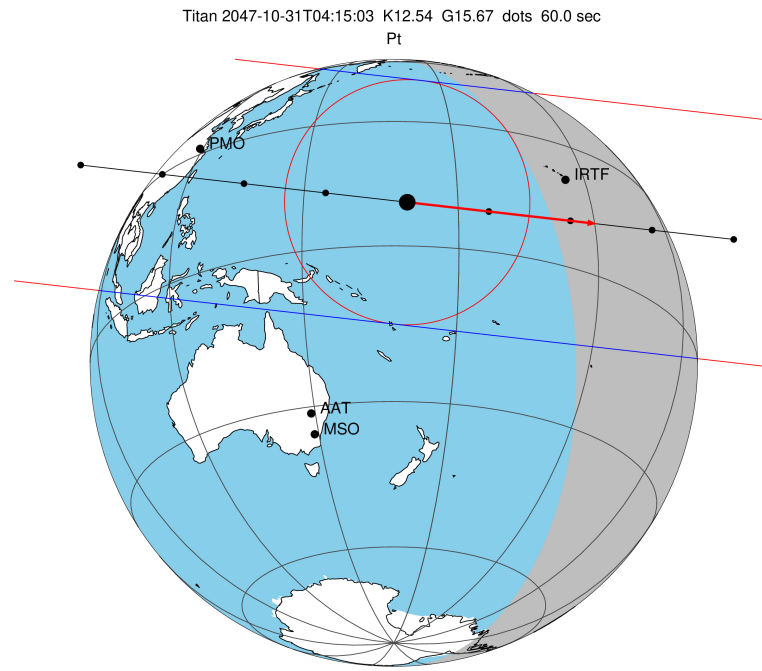 Titan 2047-10-31T04:15:03 K12.54 G15.67 dots 60.0 sec
Pt
PMO
IRTF
AAT
MSO